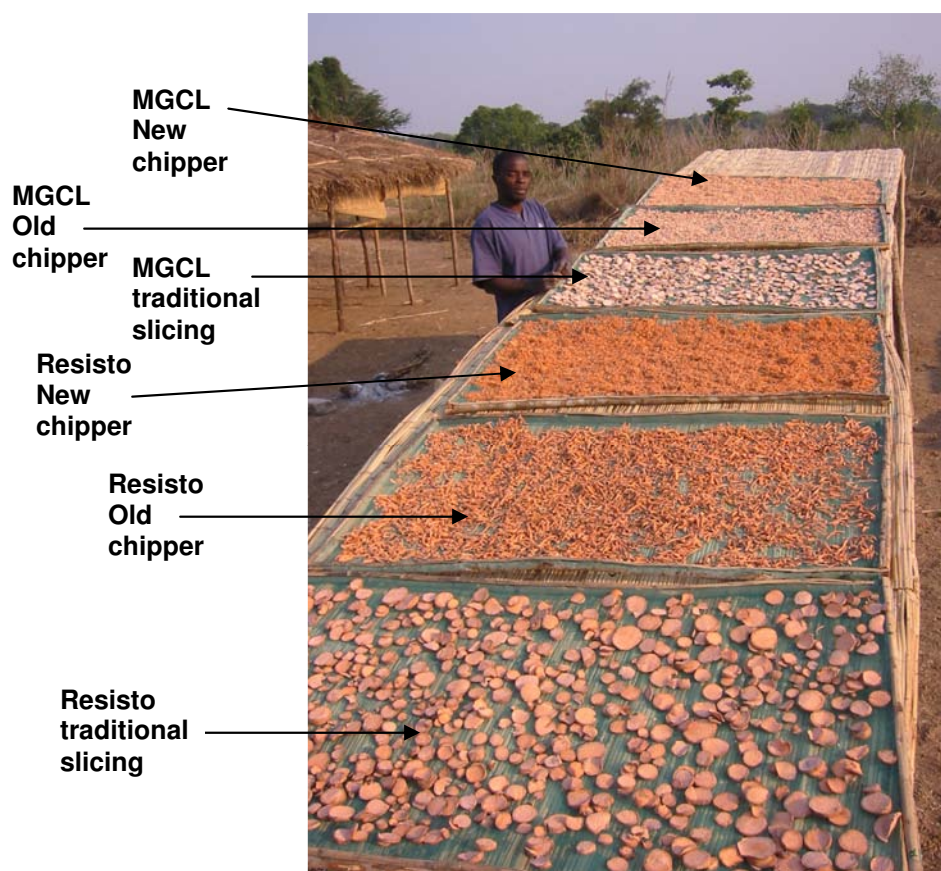 MGCL
New
chipper
MGCL
Old
chipper
MGCL
traditional
slicing
Resisto
New
chipper
Resisto
Old
chipper
Resisto
traditional
slicing